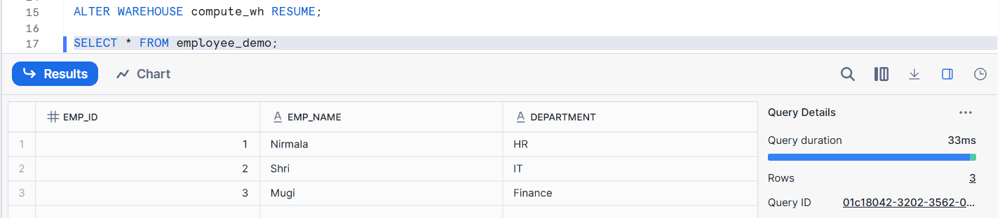 15 ALTER WAREHOUSE compute_wh RESUME;
16
17 SELECT * FROM employee_demo;
Results Chart
# EMP_ID A EMP_NAME A DEPARTMENT
1 1 Nirmala HR
2 2 Shri IT
3 3 Mugi Finance
Query Details ...
Query duration 33ms
Rows 3
Query ID 01c18042-3202-3562-0...